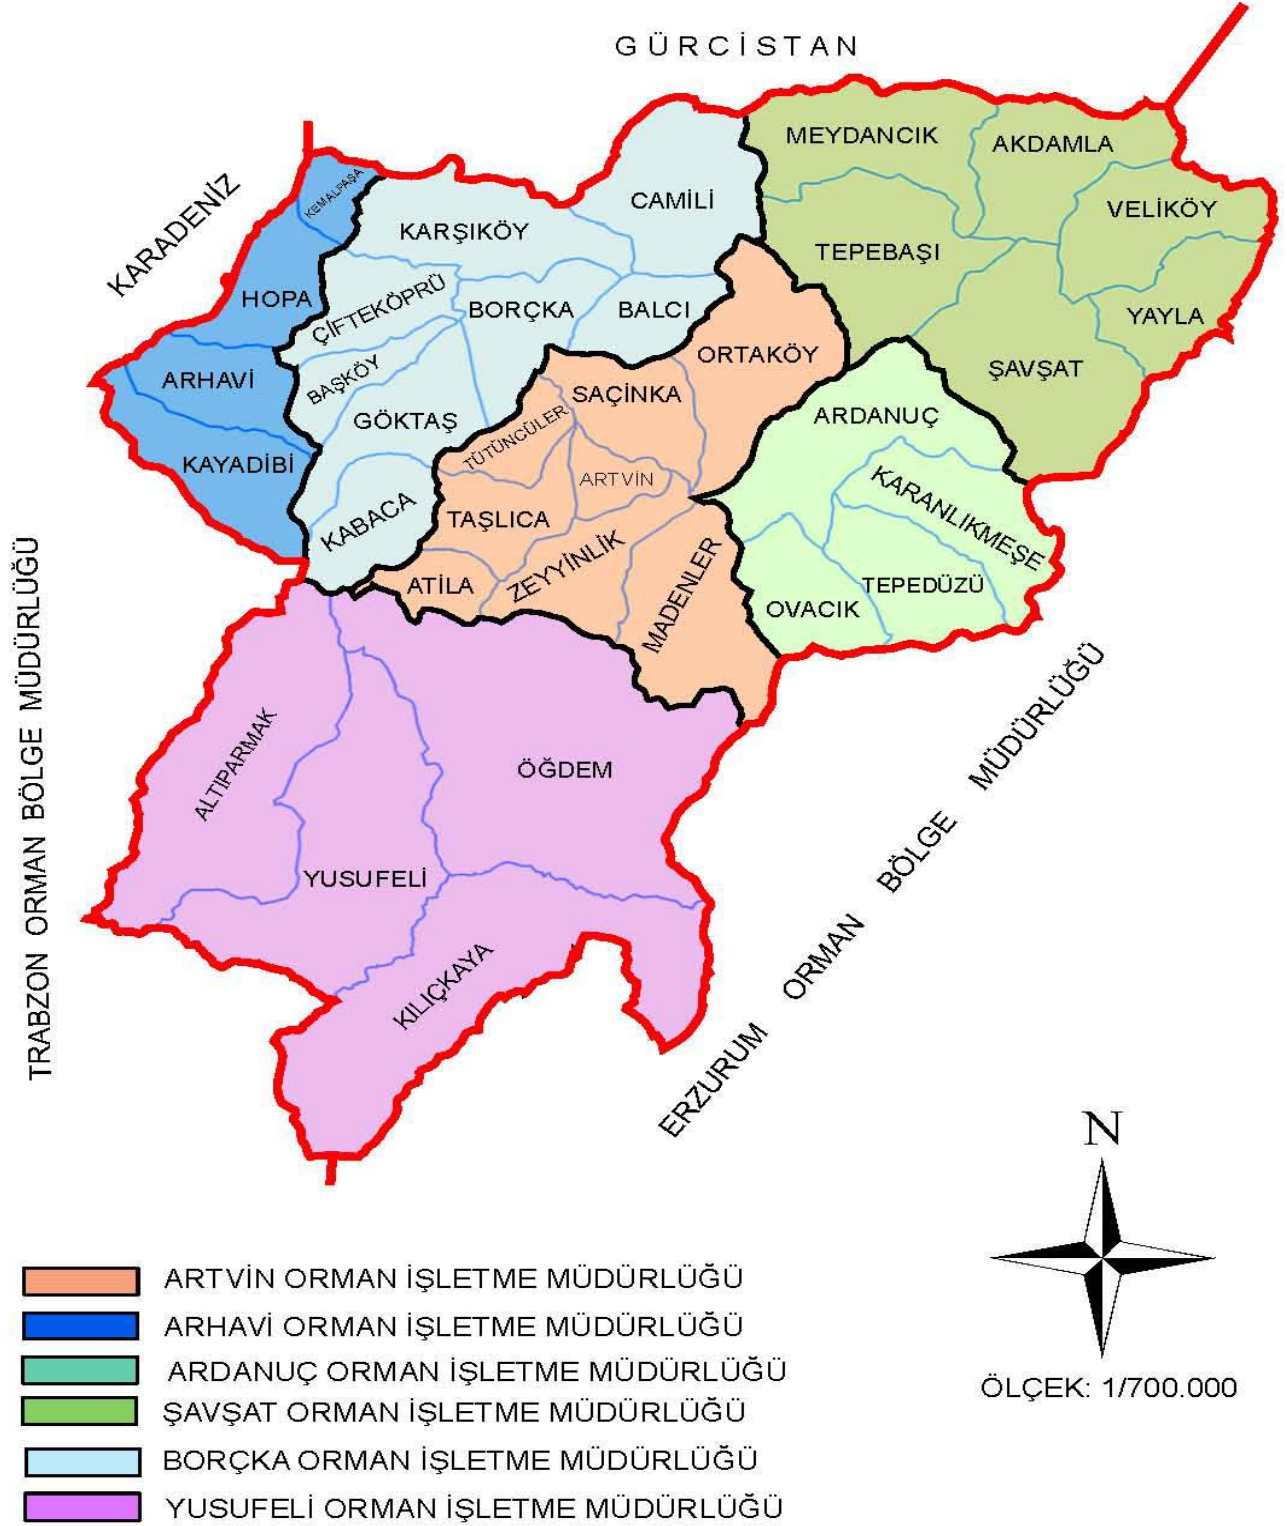 GÜRCİSTAN
KARADENİZ
KEMALPAŞA
HOPA
ARHAVİ
KAYADİBİ
KARŞIKÖY
CAMİLİ
ÇİFTEKÖPRÜ
BORÇKA
BALCI
BAŞKÖY
GÖKTAŞ
KABACA
MEYDANCIK
AKDAMLA
VELİKÖY
TEPEBAŞI
YAYLA
ŞAVŞAT
ORTAKÖY
SAÇİNKA
TÜTÜNCÜLER
ARTVİN
TAŞLICA
ZEYYİNLİK
ATİLA
MADENLER
ARDANUÇ
KARANLIKMEŞE
TEPEDÜZÜ
OVACIK
ALTIPARMAK
ÖĞDEM
YUSUFELİ
KILIÇKAYA
TRABZON ORMAN BÖLGE MÜDÜRLÜĞÜ
ERZURUM ORMAN BÖLGE MÜDÜRLÜĞÜ
N
ÖLÇEK: 1/700.000
ARTVİN ORMAN İŞLETME MÜDÜRLÜĞÜ
ARHAVİ ORMAN İŞLETME MÜDÜRLÜĞÜ
ARDANUÇ ORMAN İŞLETME MÜDÜRLÜĞÜ
ŞAVŞAT ORMAN İŞLETME MÜDÜRLÜĞÜ
BORÇKA ORMAN İŞLETME MÜDÜRLÜĞÜ
YUSUFELİ ORMAN İŞLETME MÜDÜRLÜĞÜ